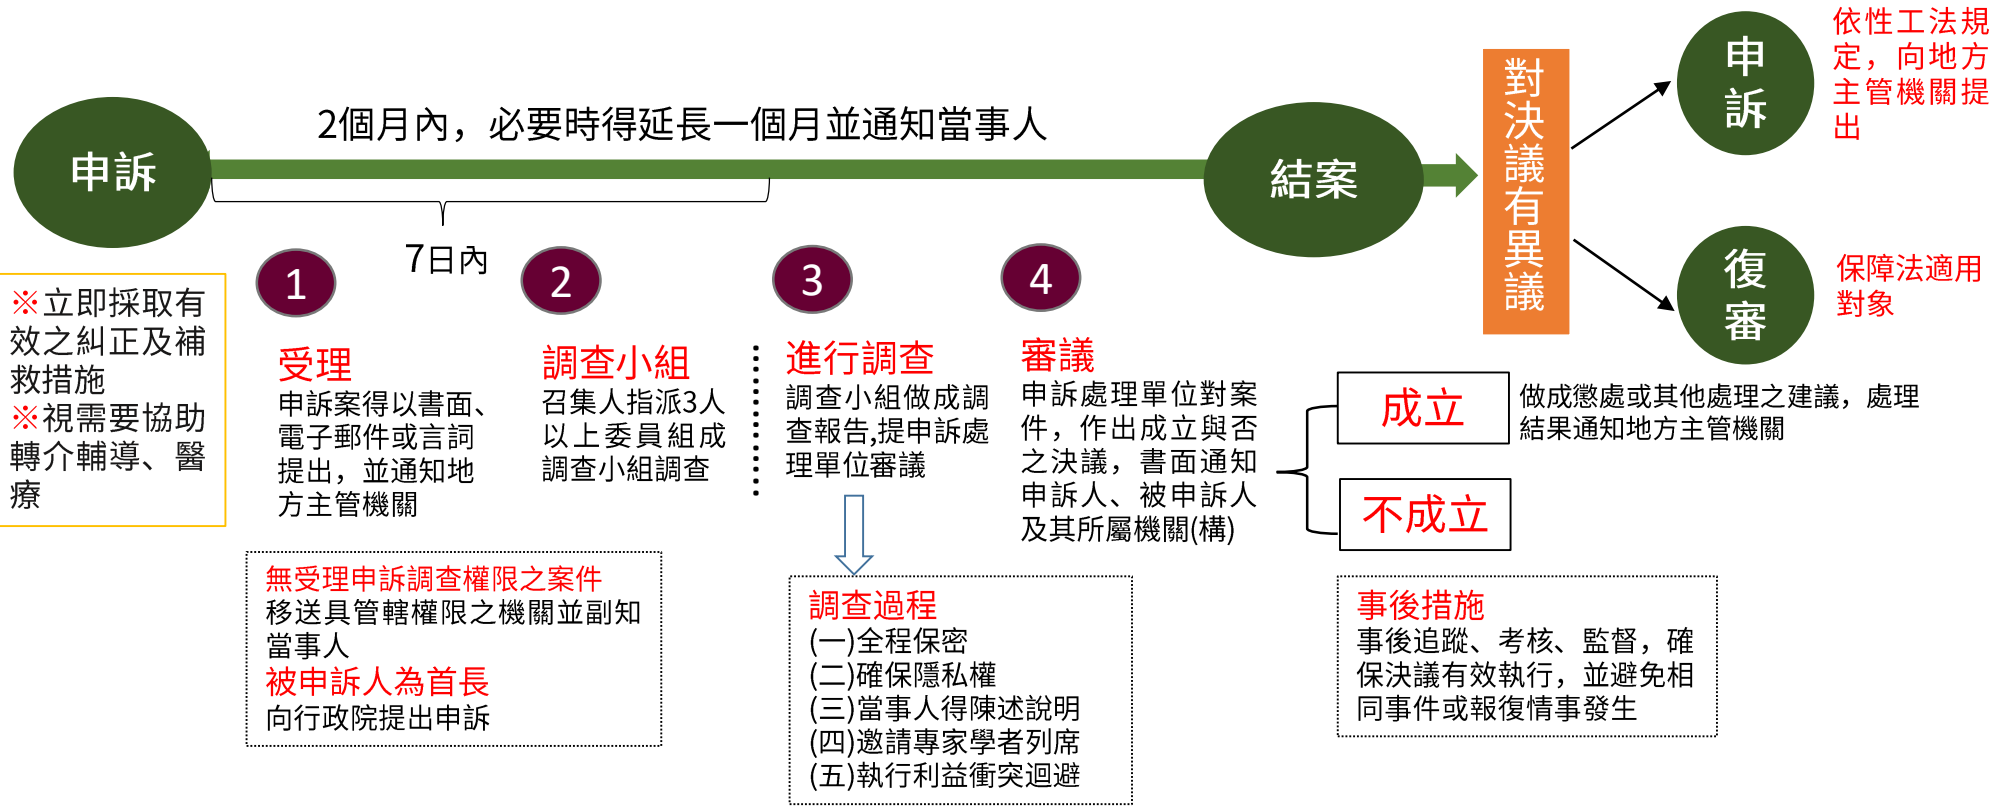 申訴
2個月內，必要時得延長一個月並通知當事人
結案
對決議有異議
申訴
依性工法規
定，向地方
主管機關提
出
復審
保障法適用
對象
※立即採取有
效之糾正及補
救措施
※視需要協助
轉介輔導、醫
療
7日內
1
受理
申訴案得以書面、
電子郵件或言詞
提出，並通知地
方主管機關
2
調查小組
召集人指派3人
以上委員組成
調查小組調查
3
進行調查
調查小組做成調
查報告,提申訴處
理單位審議
4
審議
申訴處理單位對案
件，作出成立與否
之決議，書面通知
申訴人、被申訴人
及其所屬機關(構)
成立
做成懲處或其他處理之建議，處理
結果通知地方主管機關
不成立
無受理申訴調查權限之案件
移送具管轄權限之機關並副知
當事人
被申訴人為首長
向行政院提出申訴
調查過程
(一)全程保密
(二)確保隱私權
(三)當事人得陳述說明
(四)邀請專家學者列席
(五)執行利益衝突迴避
事後措施
事後追蹤、考核、監督，確
保決議有效執行，並避免相
同事件或報復情事發生